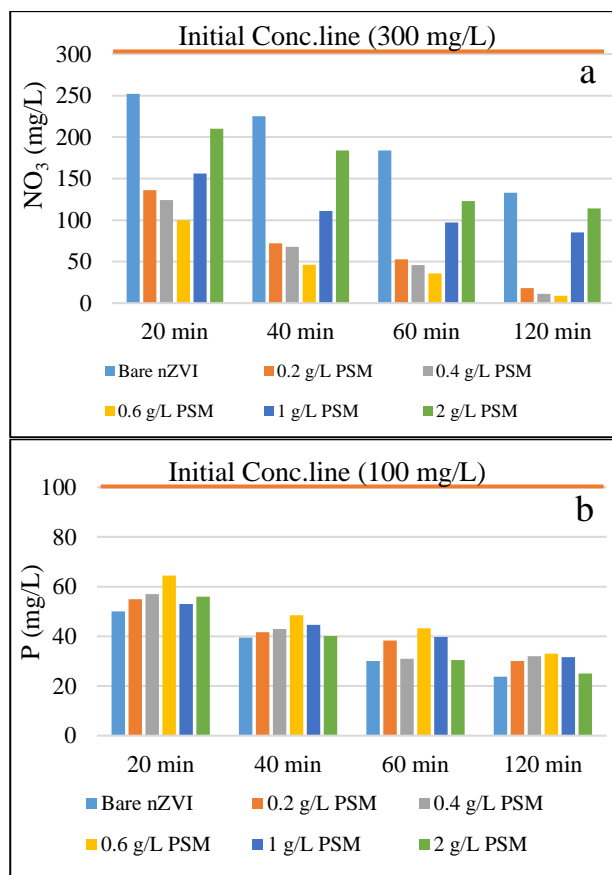 Initial Conc.line (300 mg/L)
a
300
250
200
150
100
50
0
NO₃ (mg/L)
20 min 40 min 60 min 120 min
Bare nZVI 0.2 g/L PSM 0.4 g/L PSM
0.6 g/L PSM 1 g/L PSM 2 g/L PSM
Initial Conc.line (100 mg/L)
b
100
80
60
40
20
0
P (mg/L)
20 min 40 min 60 min 120 min
Bare nZVI 0.2 g/L PSM 0.4 g/L PSM
0.6 g/L PSM 1 g/L PSM 2 g/L PSM